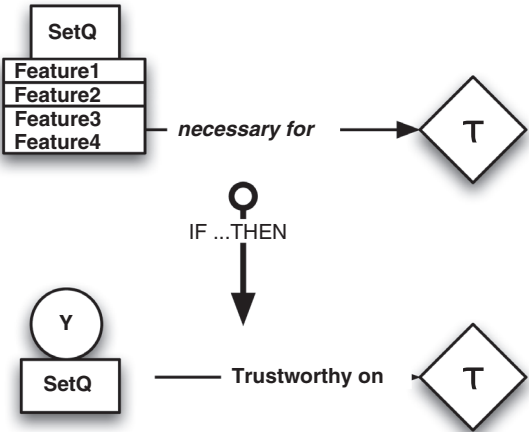 SetQ
Feature1
Feature2
Feature3
Feature4
necessary for
τ
IF ...THEN
Y
SetQ
Trustworthy on
τ